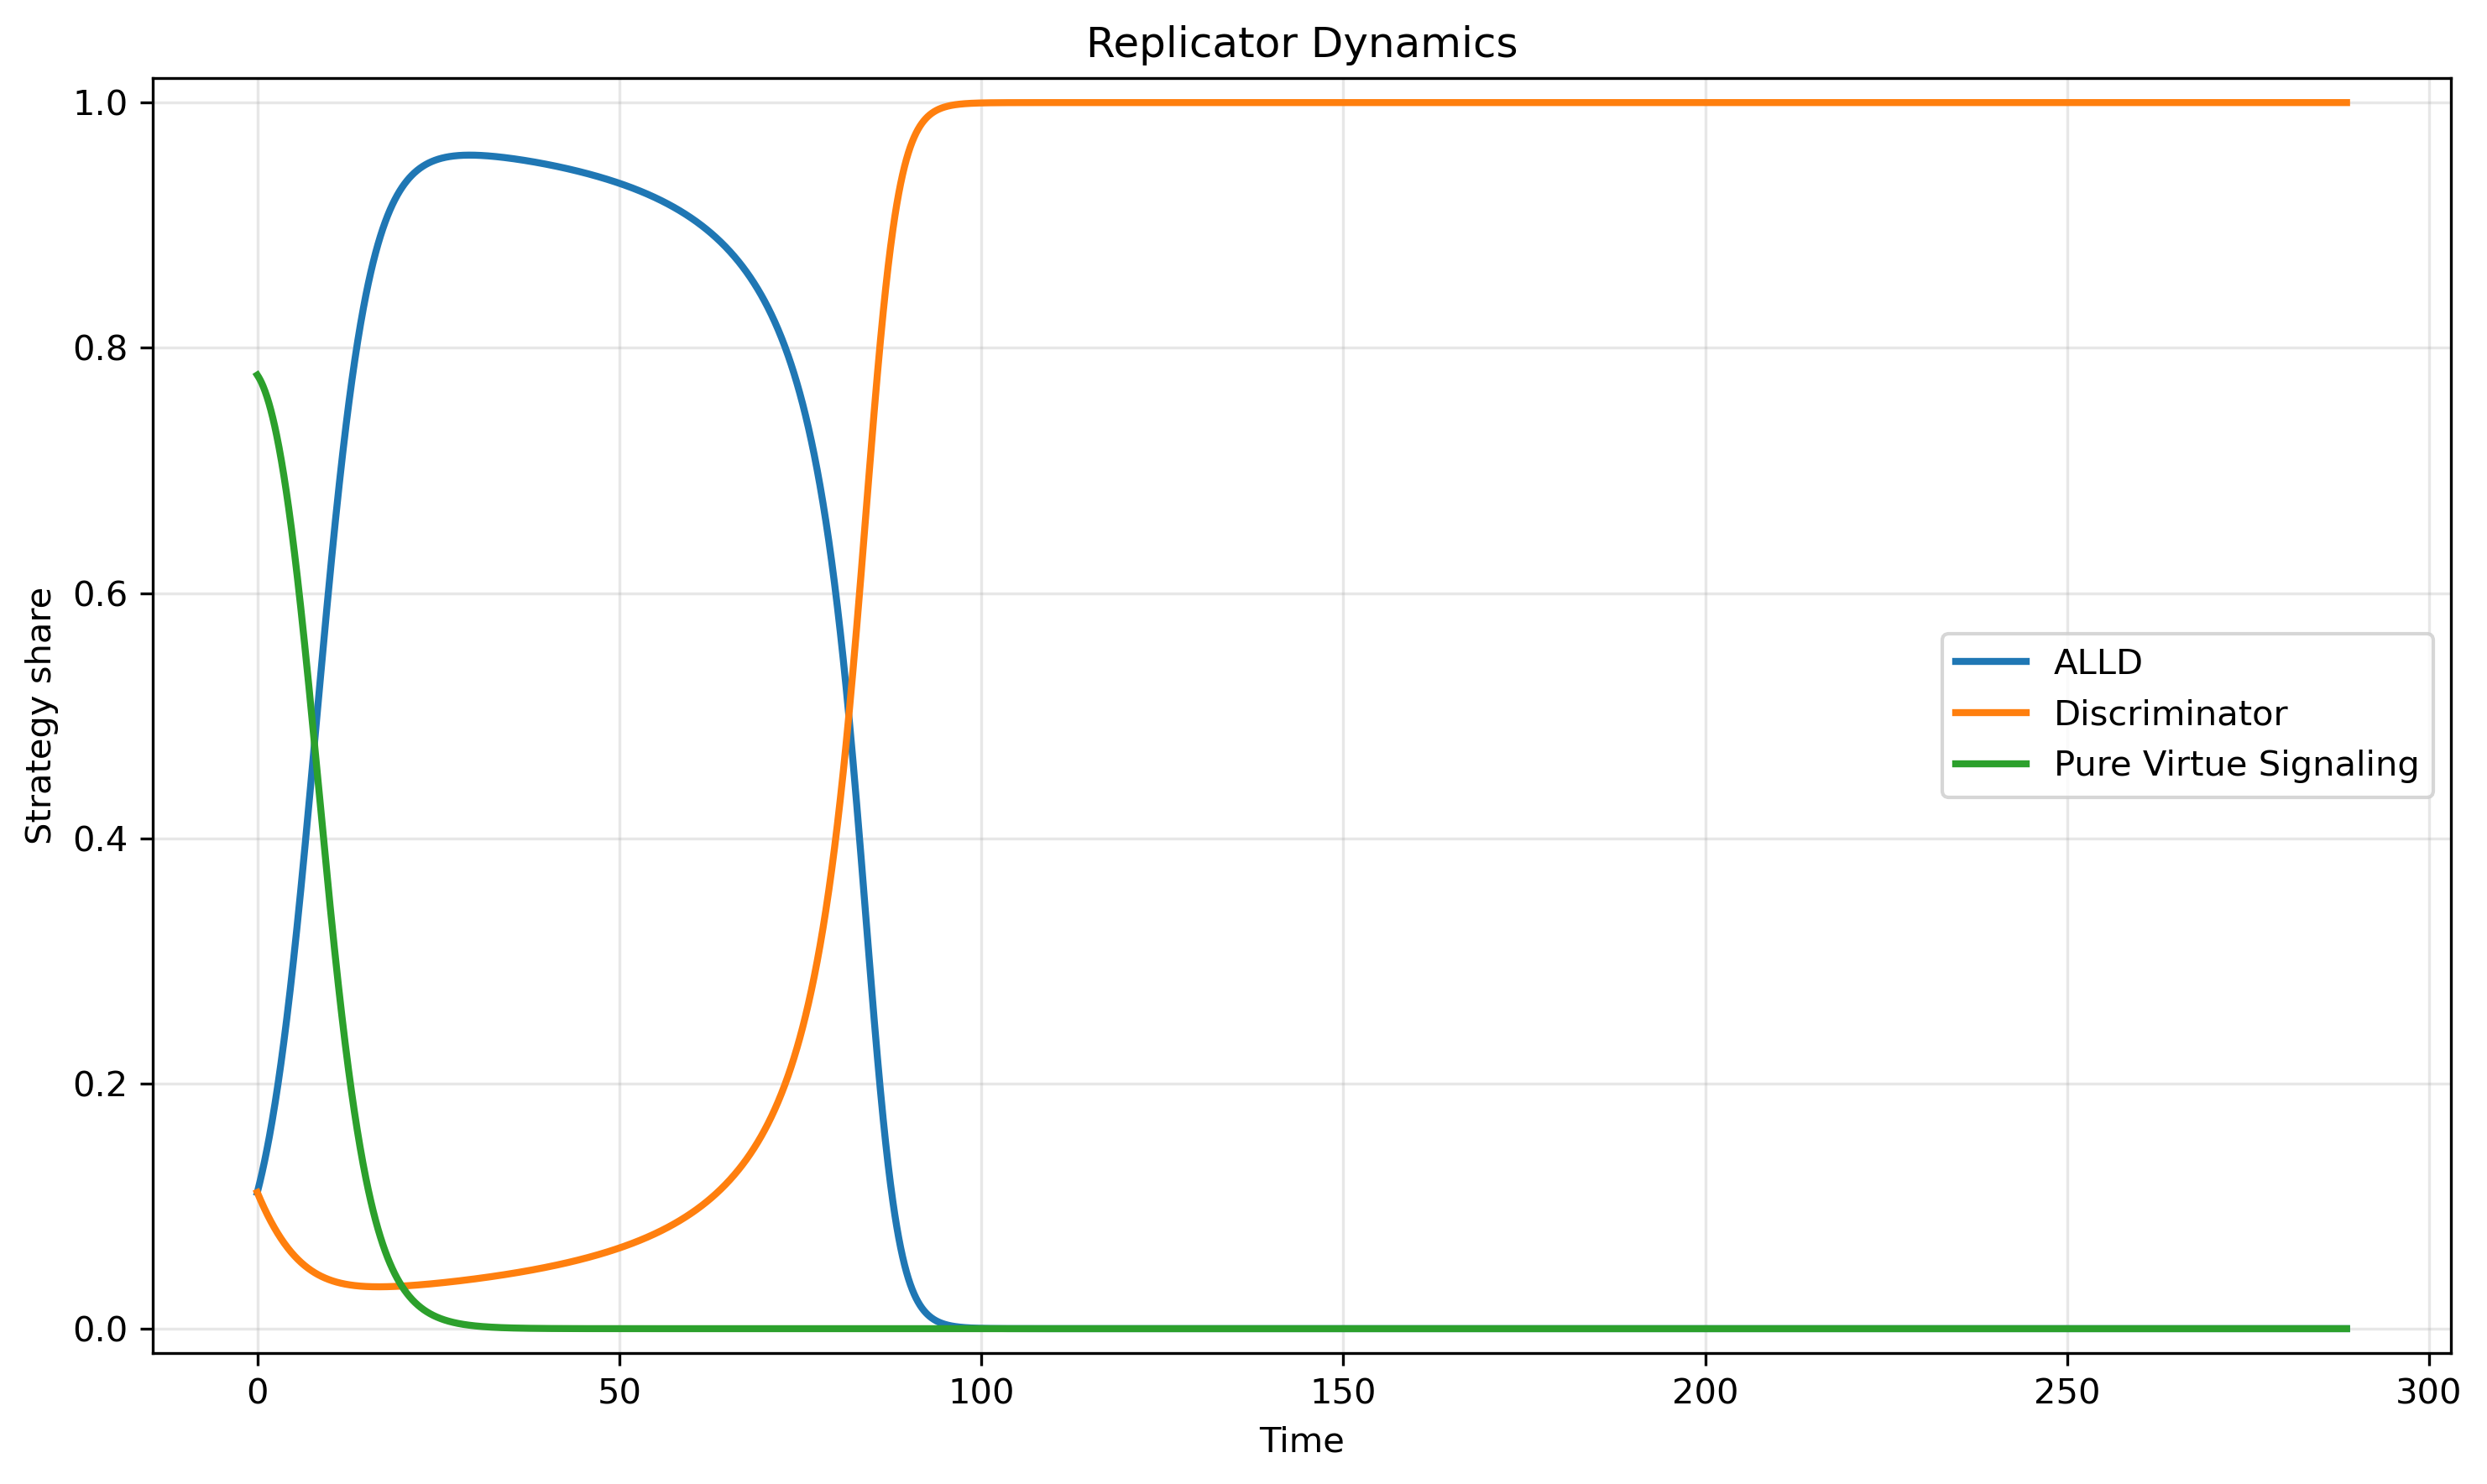 Replicator Dynamics
Strategy share
1.0
0.8
0.6
0.4
0.2
0.0
ALLD
Discriminator
Pure Virtue Signaling
0 50 100 150 200 250 300
Time